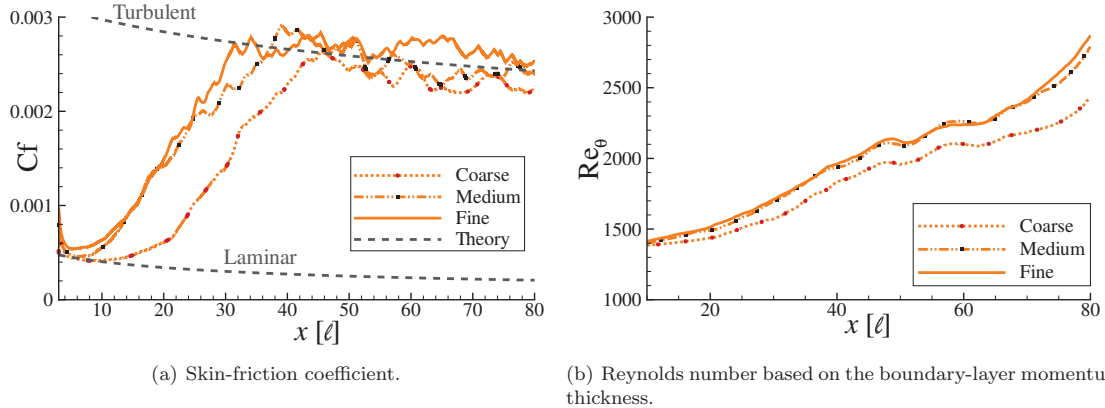 0.003
0.002
0.001
0
Cf
Turbulent
Laminar
Coarse
Medium
Fine
Theory
10 20 30 40 50 60 70 80
x [ℓ]
(a) Skin-friction coefficient.
3000
2500
2000
1500
1000
Reθ
Coarse
Medium
Fine
20 40 60 80
x [ℓ]
(b) Reynolds number based on the boundary-layer momentu
thickness.